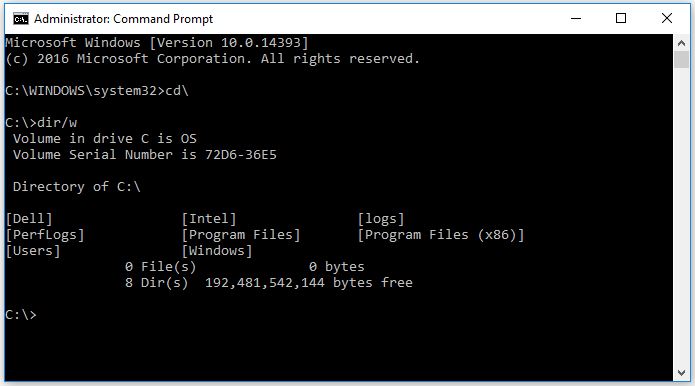 Administrator: Command Prompt
Microsoft Windows [Version 10.0.14393]
(c) 2016 Microsoft Corporation. All rights reserved.
C:\WINDOWS\system32>cd\
C:\>dir/w
Volume in drive C is OS
Volume Serial Number is 72D6-36E5
Directory of C:\
[Dell] [Intel] [logs]
[PerfLogs] [Program Files] [Program Files (x86)]
[Users] [Windows]
0 File(s) 0 bytes
8 Dir(s) 192,481,542,144 bytes free
C:\>